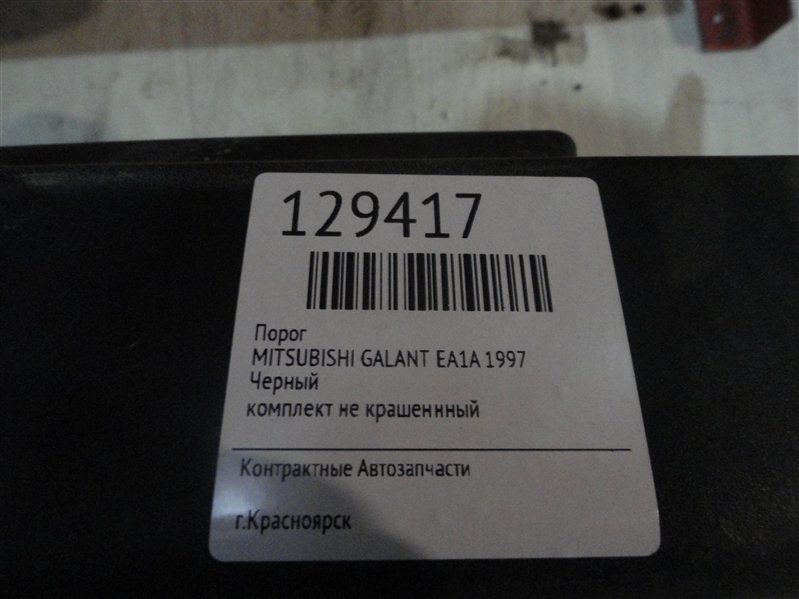 129417
Порог
MITSUBISHI GALANT EA1A 1997
Черный
комплект не крашеннный
Контрактные Автозапчасти
г.Красноярск